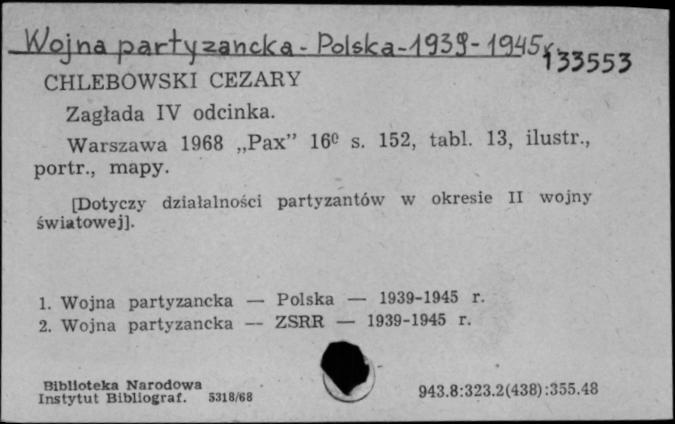 Wojna partyzancka - Polska - 1939 - 1945 r.
133553
CHLEBOWSKI CEZARY
Zagłada IV odcinka.
Warszawa 1968 „Pax” 16⁰ s. 152, tabl. 13, ilustr.,
portr., mapy.
[Dotyczy działalności partyzantów w okresie II wojny
światowej].
1. Wojna partyzancka — Polska — 1939-1945 r.
2. Wojna partyzancka — ZSRR — 1939-1945 r.
Biblioteka Narodowa
Instytut Bibliograf. 5318/68
943.8:323.2(438):355.48